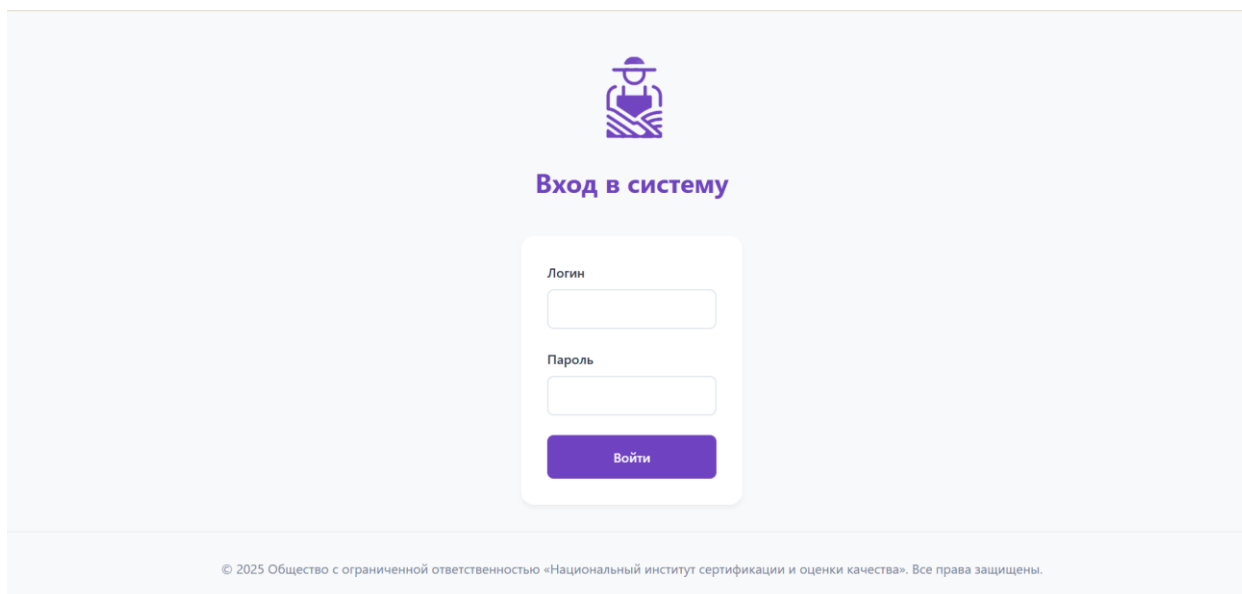 Вход в систему
Логин
Пароль
Войти
© 2025 Общество с ограниченной ответственностью «Национальный институт сертификации и оценки качества». Все права защищены.